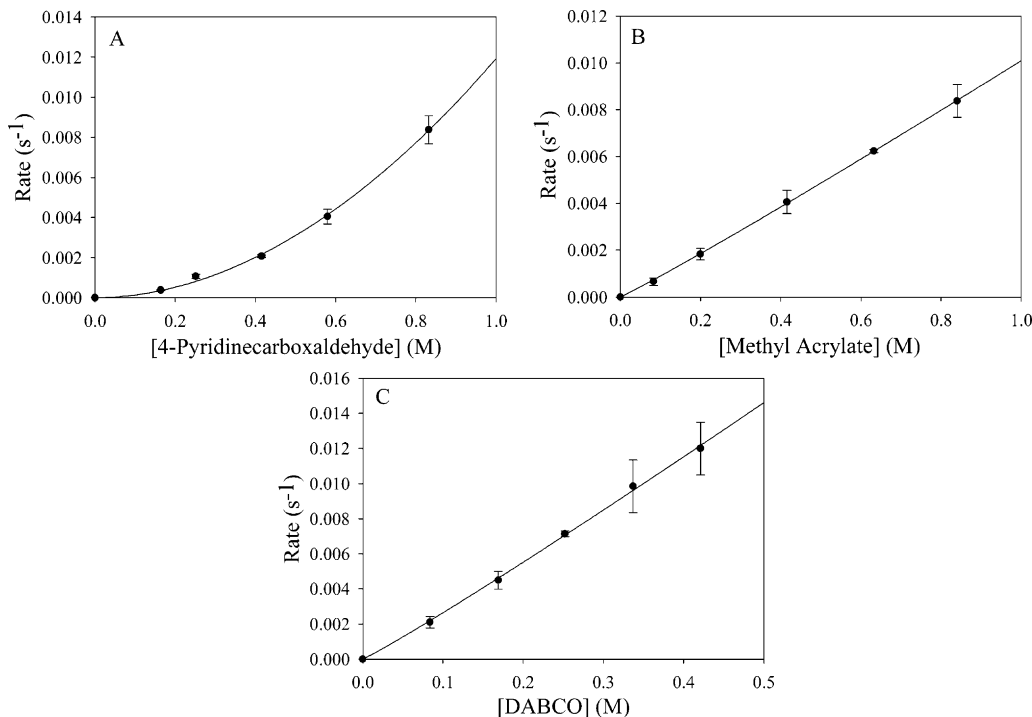 A
Rate (s⁻¹)
0.014
0.012
0.010
0.008
0.006
0.004
0.002
0.000
0.0 0.2 0.4 0.6 0.8 1.0
[4-Pyridinecarboxaldehyde] (M)
B
Rate (s⁻¹)
0.012
0.010
0.008
0.006
0.004
0.002
0.000
0.0 0.2 0.4 0.6 0.8 1.0
[Methyl Acrylate] (M)
C
Rate (s⁻¹)
0.016
0.014
0.012
0.010
0.008
0.006
0.004
0.002
0.000
0.0 0.1 0.2 0.3 0.4 0.5
[DABCO] (M)